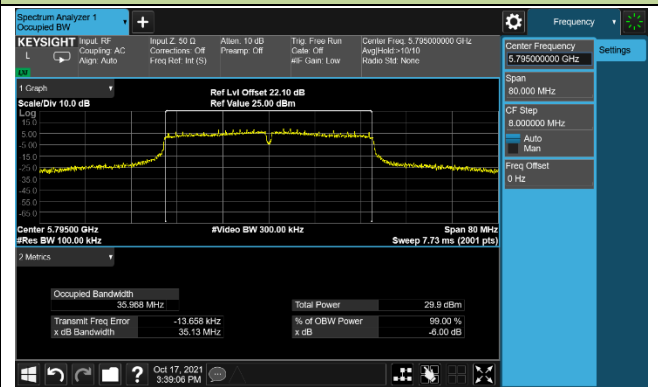 Spectrum Analyzer 1
Occupied BW
Frequency
KEYSIGHT
L
Input: RF
Coupling: AC
Align: Auto
Input Z: 50 Ω
Corrections: Off
Freq Ref: Int (S)
Atten: 10 dB
Preamp: Off
Trig: Free Run
Gate: Off
#IF Gain: Low
Center Freq: 5.795000000 GHz
Avg|Hold:>10/10
Radio Std: None
Center Frequency
5.795000000 GHz
Settings
Span
80.000 MHz
CF Step
8.000000 MHz
Auto
Man
Freq Offset
0 Hz
1 Graph
Scale/Div 10.0 dB
Ref Lvl Offset 22.10 dB
Ref Value 25.00 dBm
Log
15.0
5.00
-5.00
-15.0
-25.0
-35.0
-45.0
-55.0
-65.0
Center 5.79500 GHz
#Res BW 100.00 kHz
#Video BW 300.00 kHz
Span 80 MHz
Sweep 7.73 ms (2001 pts)
2 Metrics
Occupied Bandwidth
35.968 MHz
Total Power 29.9 dBm
Transmit Freq Error -13.658 kHz
% of OBW Power 99.00 %
x dB Bandwidth 35.13 MHz
x dB -6.00 dB
?
Oct 17, 2021
3:39:06 PM